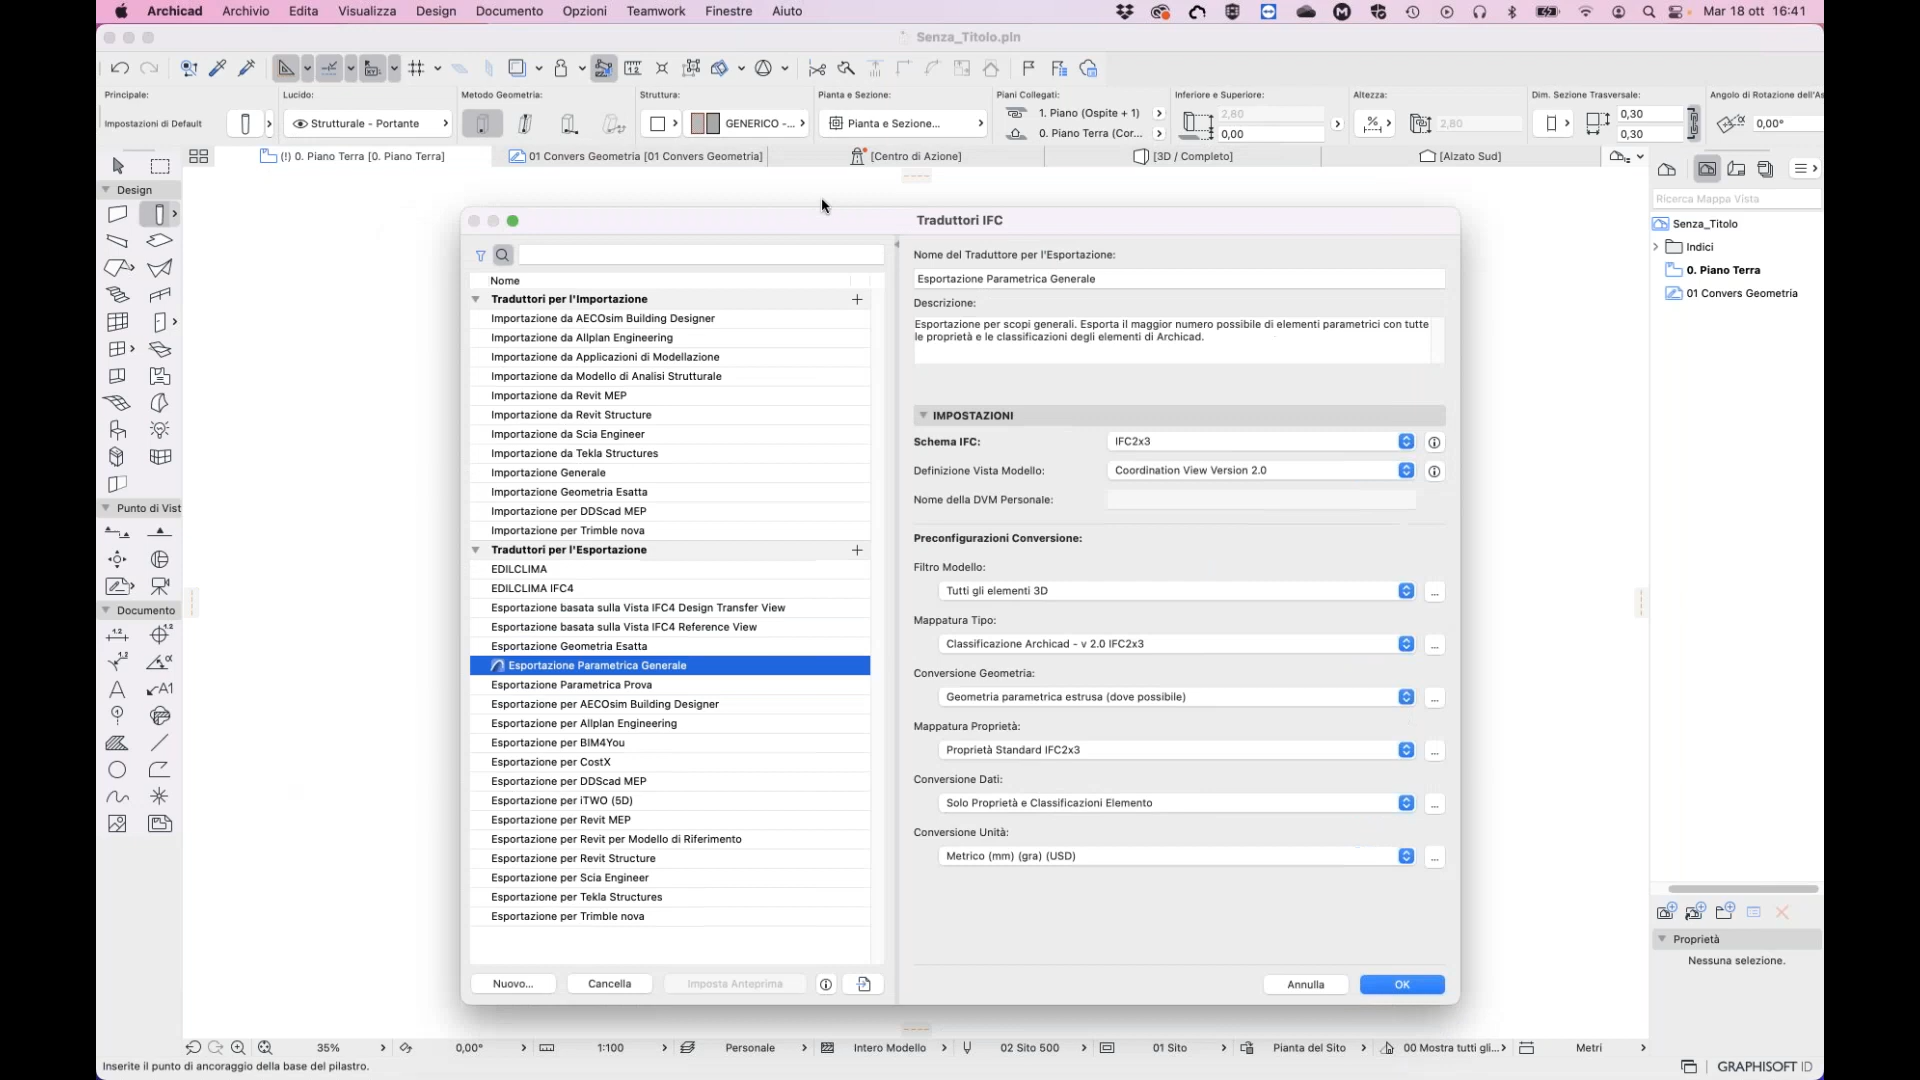 Archicad Archivio Edita Visualizza Design Documento Opzioni Teamwork Finestre Aiuto Mar 18 ott 16:41
Senza_Titolo.pln
Principale: Lucido: Metodo Geometria: Struttura: Pianta e Sezione: Piani Collegati: Inferiore e Superiore: Altezza: Dim. Sezione Trasversale: Angolo di Rotazione dell'As
1. Piano (Ospite + 1) 2,80 0,30
Impostazioni di Default Strutturale - Portante GENERICO -... Pianta e Sezione... 2,80 0,00°
0. Piano Terra (Cor... 0,00 0,30
(!) 0. Piano Terra [0. Piano Terra] 01 Convers Geometria [01 Convers Geometria] [Centro di Azione] [3D / Completo] [Alzato Sud]
Design
Punto di Vist
Documento
Traduttori IFC
Nome
Traduttori per l'Importazione
Importazione da AECOsim Building Designer
Importazione da Allplan Engineering
Importazione da Applicazioni di Modellazione
Importazione da Modello di Analisi Strutturale
Importazione da Revit MEP
Importazione da Revit Structure
Importazione da Scia Engineer
Importazione da Tekla Structures
Importazione Generale
Importazione Geometria Esatta
Importazione per DDScad MEP
Importazione per Trimble nova
Traduttori per l'Esportazione
EDILCLIMA
EDILCLIMA IFC4
Esportazione basata sulla Vista IFC4 Design Transfer View
Esportazione basata sulla Vista IFC4 Reference View
Esportazione Geometria Esatta
Esportazione Parametrica Generale
Esportazione Parametrica Prova
Esportazione per AECOsim Building Designer
Esportazione per Allplan Engineering
Esportazione per BIM4You
Esportazione per CostX
Esportazione per DDScad MEP
Esportazione per iTWO (5D)
Esportazione per Revit MEP
Esportazione per Revit per Modello di Riferimento
Esportazione per Revit Structure
Esportazione per Scia Engineer
Esportazione per Tekla Structures
Esportazione per Trimble nova
Nuovo... Cancella Imposta Anteprima
Nome del Traduttore per l'Esportazione:
Esportazione Parametrica Generale
Descrizione:
Esportazione per scopi generali. Esporta il maggior numero possibile di elementi parametrici con tutte
le proprietà e le classificazioni degli elementi di Archicad.
IMPOSTAZIONI
Schema IFC: IFC2x3
Definizione Vista Modello: Coordination View Version 2.0
Nome della DVM Personale:
Preconfigurazioni Conversione:
Filtro Modello:
Tutti gli elementi 3D ...
Mappatura Tipo:
Classificazione Archicad - v 2.0 IFC2x3 ...
Conversione Geometria:
Geometria parametrica estrusa (dove possibile) ...
Mappatura Proprietà:
Proprietà Standard IFC2x3 ...
Conversione Dati:
Solo Proprietà e Classificazioni Elemento ...
Conversione Unità:
Metrico (mm) (gra) (USD) ...
Annulla OK
Ricerca Mappa Vista
Senza_Titolo
Indici
0. Piano Terra
01 Convers Geometria
Proprietà
Nessuna selezione.
35% 0,00° 1:100 Personale Intero Modello 02 Sito 500 01 Sito Pianta del Sito 00 Mostra tutti gli... Metri
Inserite il punto di ancoraggio della base del pilastro. GRAPHISOFT ID